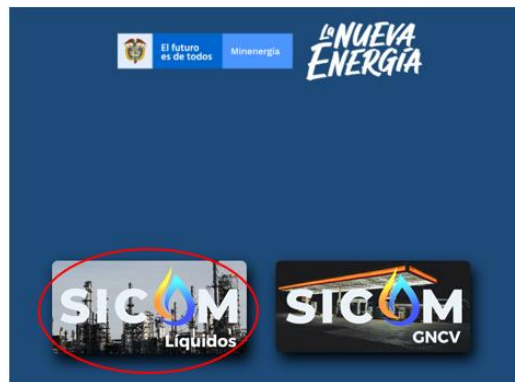 El futuro
es de todos
Minenergía
La NUEVA
ENERGÍA
SICOM
Líquidos
SICOM
GNCV